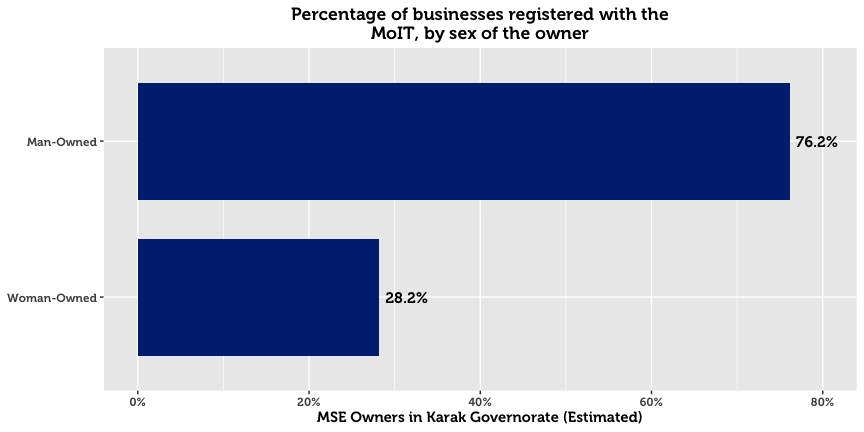 Percentage of businesses registered with the
MoIT, by sex of the owner
Man-Owned
76.2%
Woman-Owned
28.2%
0%
20%
40%
60%
80%
MSE Owners in Karak Governorate (Estimated)